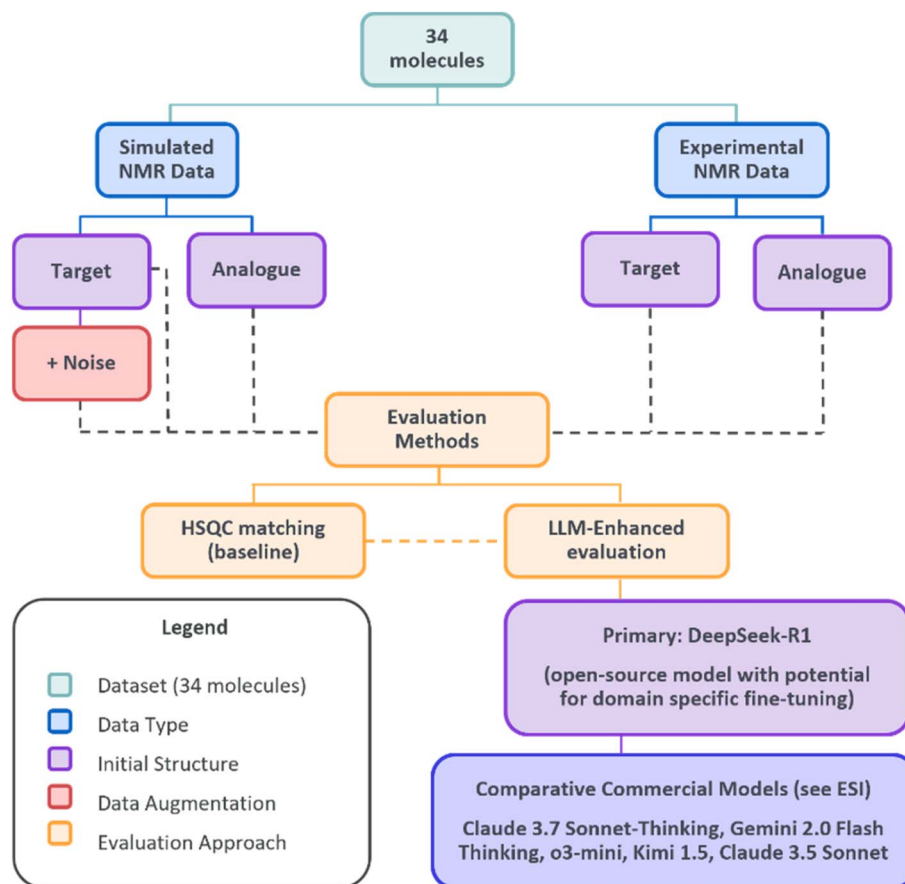 34
molecules
Simulated
NMR Data
Experimental
NMR Data
Target
Analogue
Target
Analogue
+ Noise
Evaluation
Methods
HSQC matching
(baseline)
LLM-Enhanced
evaluation
Legend
Dataset (34 molecules)
Data Type
Initial Structure
Data Augmentation
Evaluation Approach
Primary: DeepSeek-R1
(open-source model with potential
for domain specific fine-tuning)
Comparative Commercial Models (see ESI)
Claude 3.7 Sonnet-Thinking, Gemini 2.0 Flash
Thinking, o3-mini, Kimi 1.5, Claude 3.5 Sonnet